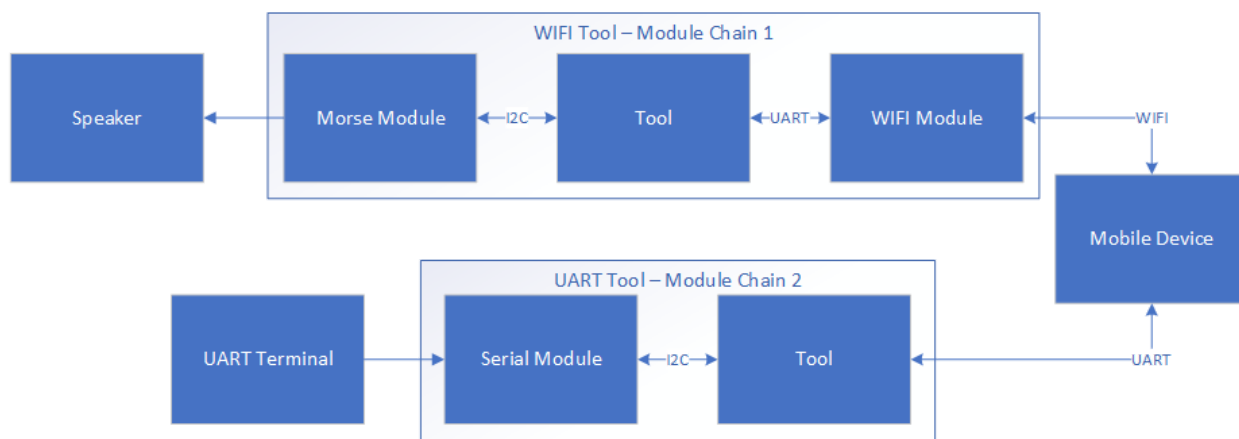 WIFI Tool – Module Chain 1
Speaker
Morse Module
I2C
Tool
UART
WIFI Module
WIFI
Mobile Device
UART Tool – Module Chain 2
UART Terminal
Serial Module
I2C
Tool
UART